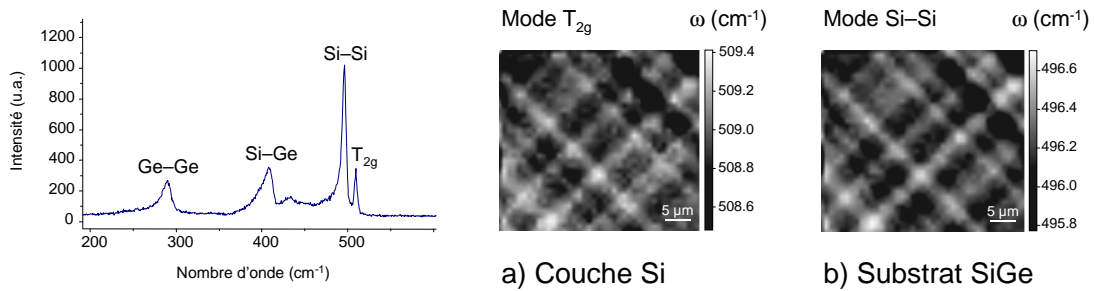 Intensité (u.a.)
1200
1000
800
600
400
200
0
200
300
400
500
Nombre d'onde (cm⁻¹)
Ge–Ge
Si–Ge
Si–Si
T₂g
Mode T₂g ω (cm⁻¹)
509.4
509.2
509.0
508.8
508.6
5 µm
a) Couche Si
Mode Si–Si ω (cm⁻¹)
496.6
496.4
496.2
496.0
495.8
5 µm
b) Substrat SiGe